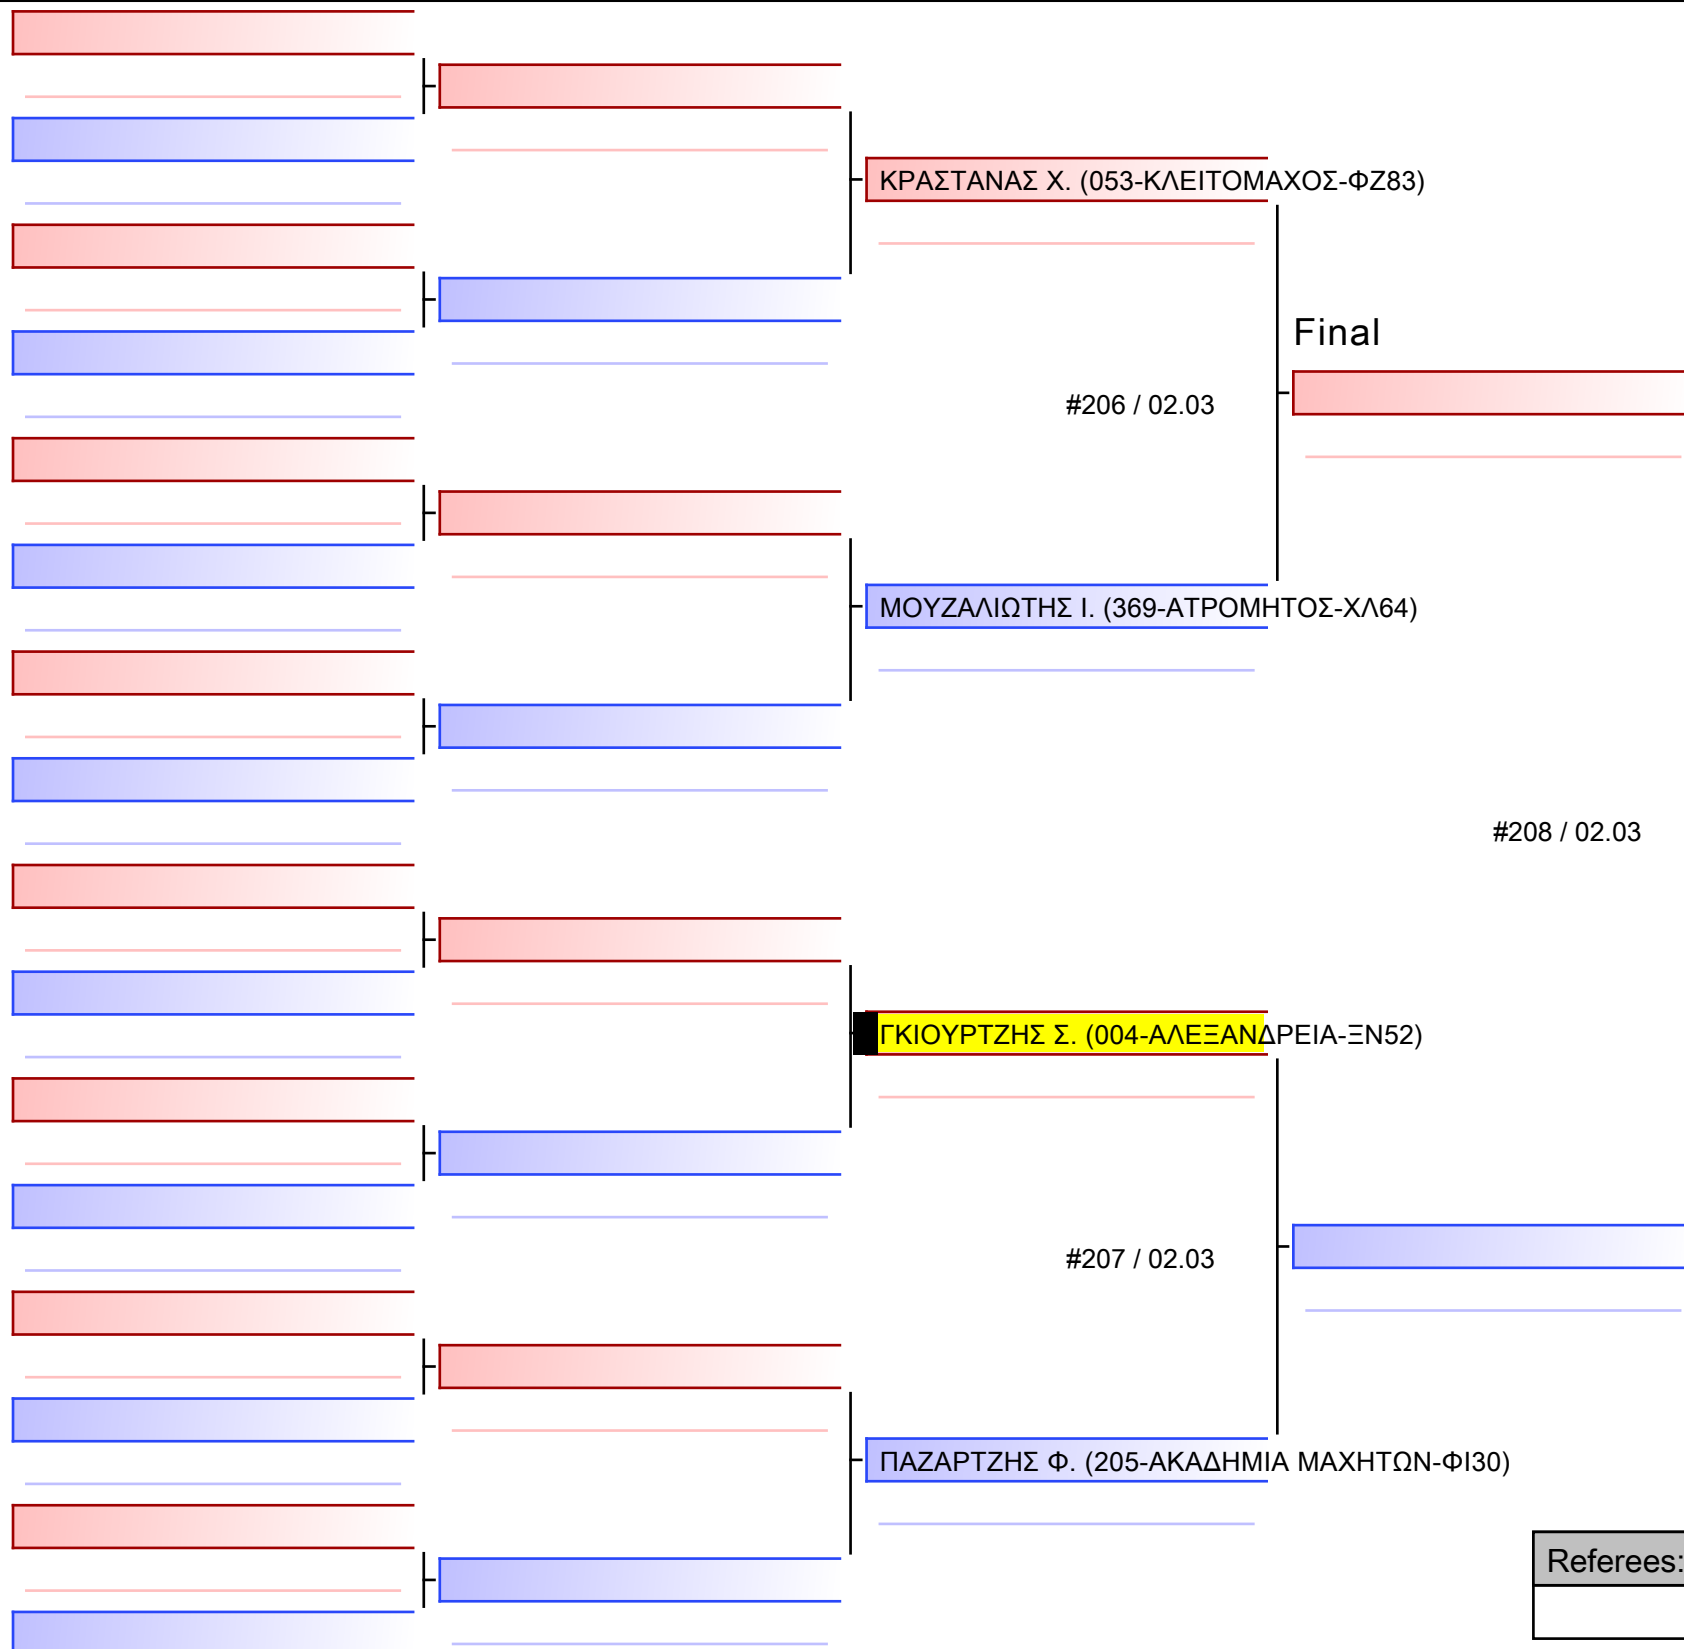 ΚΡΑΣΤΑΝΑΣ Χ. (053-ΚΛΕΙΤΟΜΑΧΟΣ-ΦΖ83)
Final
#206 / 02.03
ΜΟΥΖΑΛΙΩΤΗΣ Ι. (369-ΑΤΡΟΜΗΤΟΣ-ΧΛ64)
#208 / 02.03
ΓΚΙΟΥΡΤΖΗΣ Σ. (004-ΑΛΕΞΑΝΔΡΕΙΑ-ΞΝ52)
#207 / 02.03
ΠΑΖΑΡΤΖΗΣ Φ. (205-ΑΚΑΔΗΜΙΑ ΜΑΧΗΤΩΝ-ΦΙ30)
Referees: